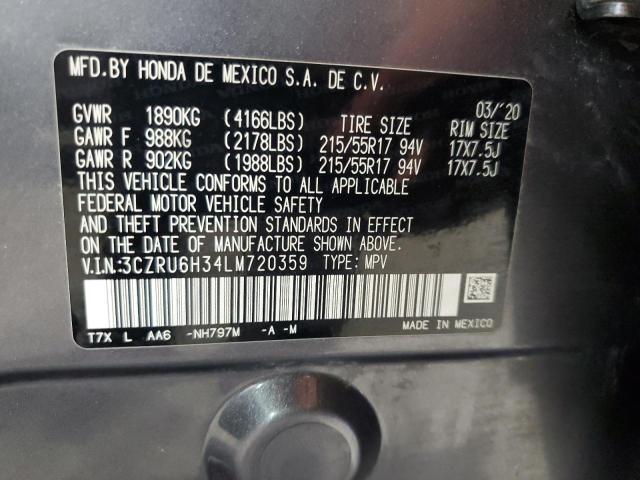 MFD.BY HONDA DE MEXICO S.A. DE C.V.
03/'20
GVWR 1890KG (4166LBS) TIRE SIZE RIM SIZE
GAWR F 988KG (2178LBS) 215/55R17 94V 17X7.5J
GAWR R 902KG (1988LBS) 215/55R17 94V 17X7.5J
THIS VEHICLE CONFORMS TO ALL APPLICABLE
FEDERAL MOTOR VEHICLE SAFETY
AND THEFT PREVENTION STANDARDS IN EFFECT
ON THE DATE OF MANUFACTURE SHOWN ABOVE.
V.I.N:3CZRU6H34LM720359 TYPE: MPV
T7X L AA6 -NH797M -A -M
MADE IN MEXICO